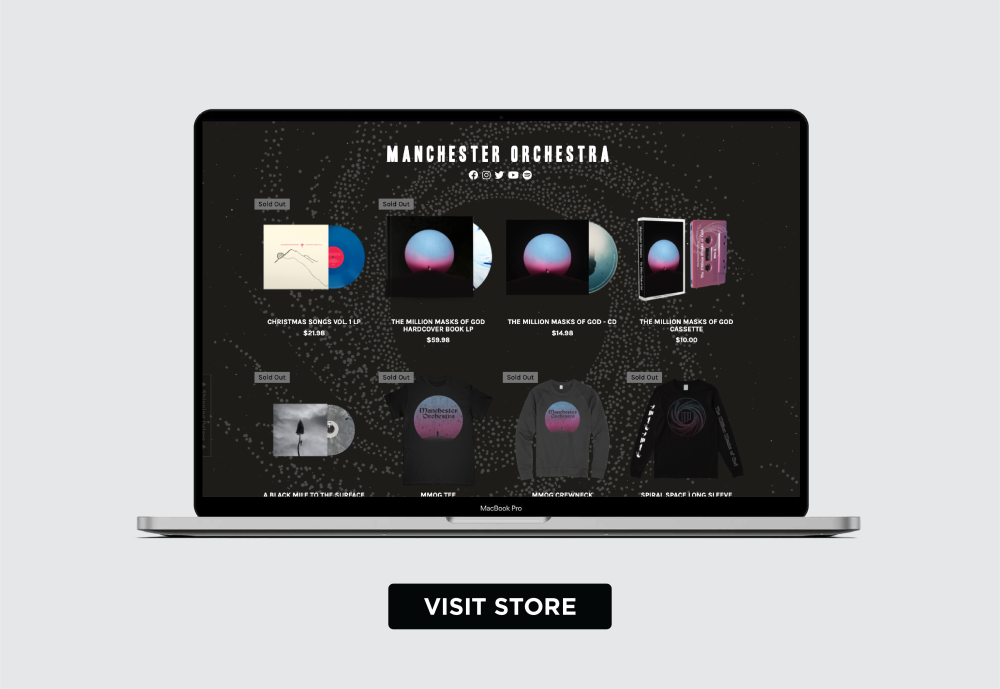 MANCHESTER ORCHESTRA
Sold Out
Sold Out
CHRISTMAS SONGS VOL. 1 LP
$21.98
THE MILLION MASKS OF GOD
HARDCOVER BOOK LP
$59.98
THE MILLION MASKS OF GOD - CD
$14.98
THE MILLION MASKS OF GOD
CASSETTE
$10.00
Sold Out
Sold Out
Sold Out
Sold Out
Manchester
Orchestra
Manchester
Orchestra
A BLACK MILE TO THE SURFACE
MMOG TEE
MMOG CREWNECK
SPIRAL SPACE LONG SLEEVE
MacBook Pro
VISIT STORE